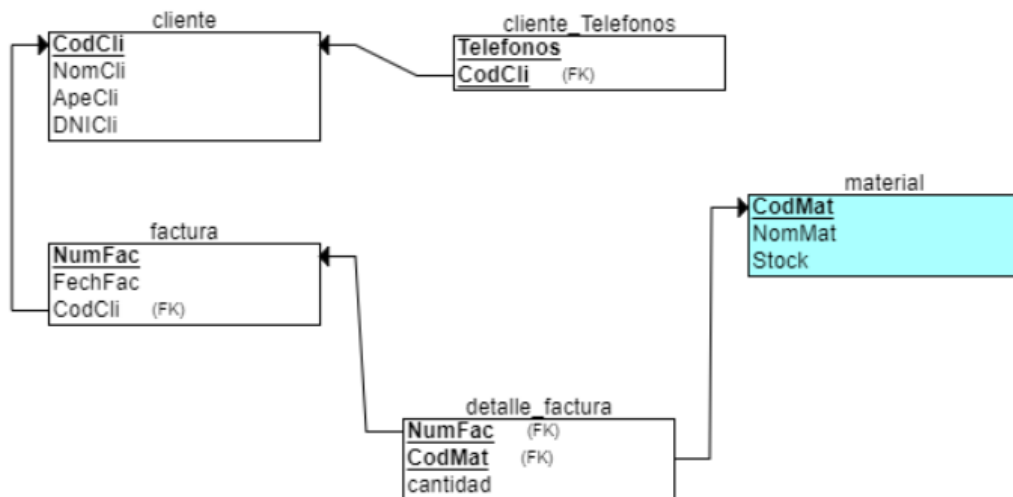 cliente
CodCli
NomCli
ApeCli
DNICli
cliente_Telefonos
Telefonos
CodCli (FK)
material
CodMat
NomMat
Stock
factura
NumFac
FechFac
CodCli (FK)
detalle_factura
NumFac (FK)
CodMat (FK)
cantidad